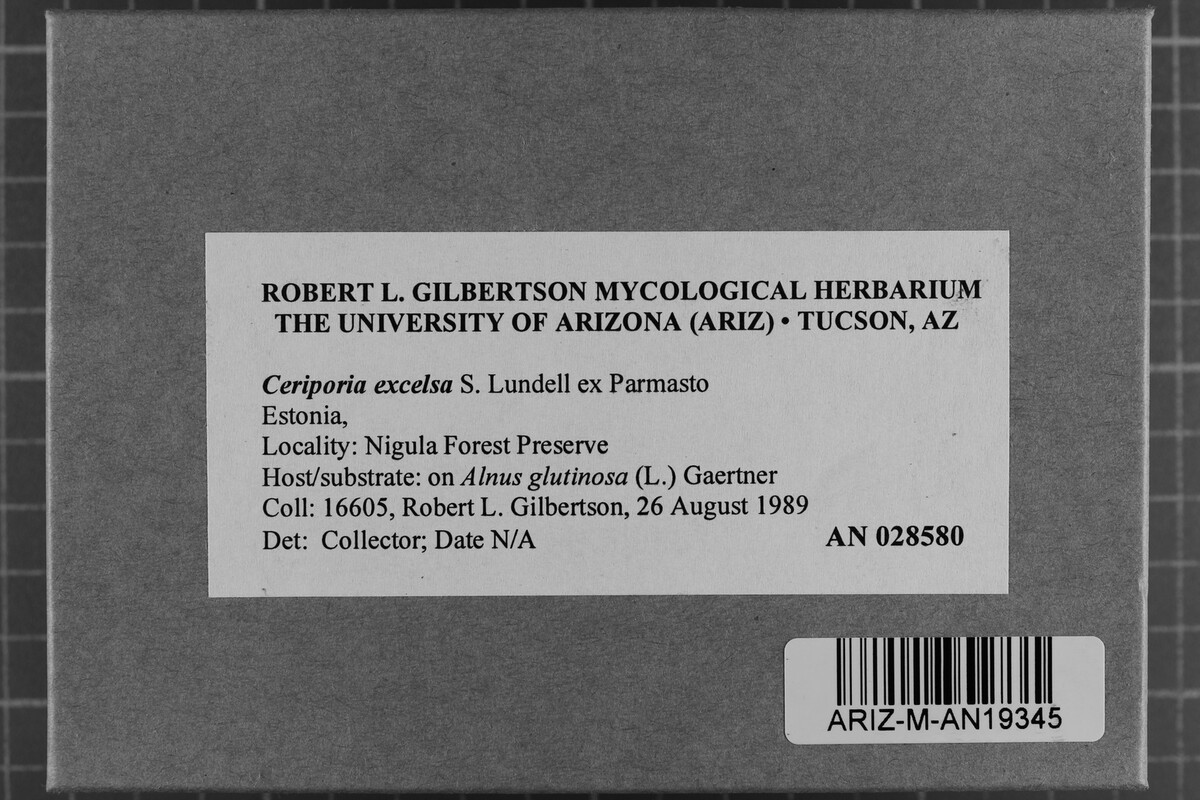 ROBERT L. GILBERTSON MYCOLOGICAL HERBARIUM
THE UNIVERSITY OF ARIZONA (ARIZ) • TUCSON, AZ
Ceriporia excelsa S. Lundell ex Parmasto
Estonia,
Locality: Nigula Forest Preserve
Host/substrate: on Alnus glutinosa (L.) Gaertner
Coll: 16605, Robert L. Gilbertson, 26 August 1989
Det: Collector; Date N/A
AN 028580
ARIZ-M-AN19345